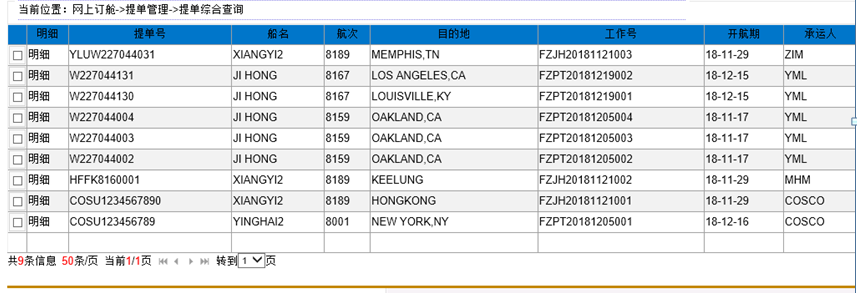 当前位置：网上订舱->提单管理->提单综合查询
明细 提单号 船名 航次 目的地 工作号 开航期 承运人
明细 YLUW227044031 XIANGYI2 8189 MEMPHIS,TN FZJH20181121003 18-11-29 ZIM
明细 W227044131 JI HONG 8167 LOS ANGELES,CA FZPT20181219002 18-12-15 YML
明细 W227044130 JI HONG 8167 LOUISVILLE,KY FZPT20181219001 18-12-15 YML
明细 W227044004 JI HONG 8159 OAKLAND,CA FZPT20181205004 18-11-17 YML
明细 W227044003 JI HONG 8159 OAKLAND,CA FZPT20181205003 18-11-17 YML
明细 W227044002 JI HONG 8159 OAKLAND,CA FZPT20181205002 18-11-17 YML
明细 HFFK8160001 XIANGYI2 8189 KEELUNG FZJH20181121002 18-11-29 MHM
明细 COSU1234567890 XIANGYI2 8189 HONGKONG FZJH20181121001 18-11-29 COSCO
明细 COSU123456789 YINGHAI2 8001 NEW YORK,NY FZPT20181205001 18-12-16 COSCO
共9条信息 50条/页 当前1/1页 转到 1 页